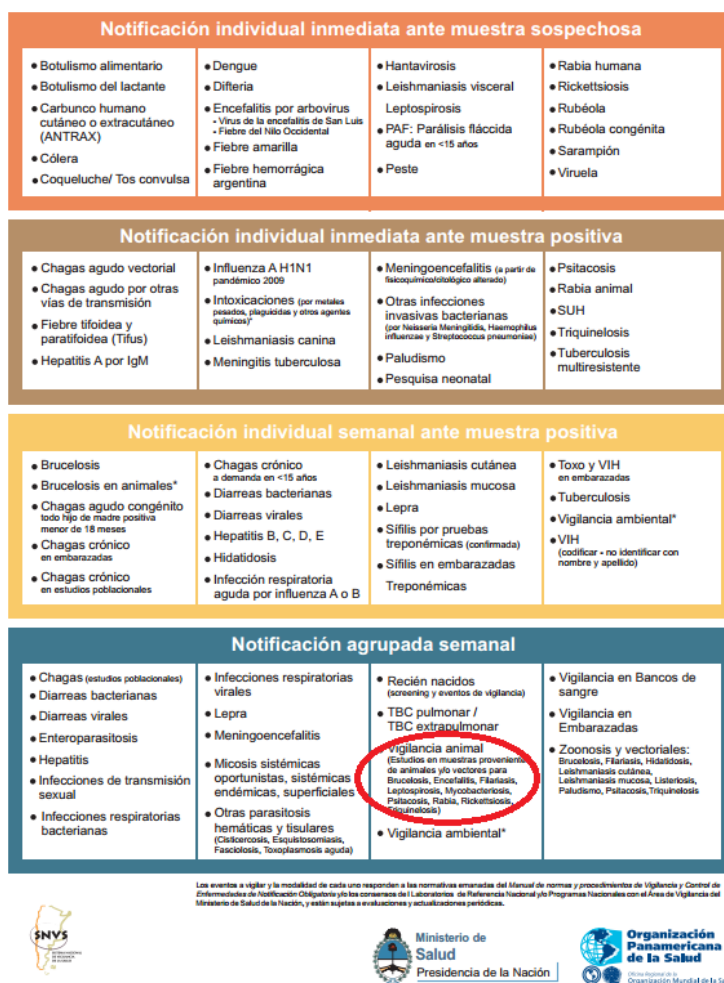 Notificación individual inmediata ante muestra sospechosa
• Botulismo alimentario
• Botulismo del lactante
• Carbunco humano
cutáneo o extracutáneo
(ANTRAX)
• Cólera
• Coqueluche/ Tos convulsa
• Dengue
• Difteria
• Encefalitis por arbovirus
- Virus de la encefalitis de San Luis
- Fiebre del Nilo Occidental
• Fiebre amarilla
• Fiebre hemorrágica
argentina
• Hantavirosis
• Leishmaniasis visceral
Leptospirosis
• PAF: Parálisis fláccida
aguda en <15 años
• Peste
• Rabia humana
• Rickettsiosis
• Rubéola
• Rubéola congénita
• Sarampión
• Viruela
Notificación individual inmediata ante muestra positiva
• Chagas agudo vectorial
• Chagas agudo por otras
vías de transmisión
• Fiebre tifoidea y
paratifoidea (Tifus)
• Hepatitis A por IgM
• Influenza A H1N1
pandémico 2009
• Intoxicaciones (por metales
pesados, plaguicidas y otros agentes
químicos)*
• Leishmaniasis canina
• Meningitis tuberculosa
• Meningoencefalitis (a partir de
fisicoquímico/citológico alterado)
• Otras infecciones
invasivas bacterianas
(por Neisseria Meningitidis, Haemophilus
influenzae y Streptococcus pneumoniae)
• Paludismo
• Pesquisa neonatal
• Psitacosis
• Rabia animal
• SUH
• Triquinelosis
• Tuberculosis
multiresistente
Notificación individual semanal ante muestra positiva
• Brucelosis
• Brucelosis en animales*
• Chagas agudo congénito
todo hijo de madre positiva
menor de 18 meses
• Chagas crónico
en embarazadas
• Chagas crónico
en estudios poblacionales
• Chagas crónico
a demanda en <15 años
• Diarreas bacterianas
• Diarreas virales
• Hepatitis B, C, D, E
• Hidatidosis
• Infección respiratoria
aguda por influenza A o B
• Leishmaniasis cutánea
• Leishmaniasis mucosa
• Lepra
• Sífilis por pruebas
treponémicas (confirmada)
• Sífilis en embarazadas
Treponémicas
• Toxo y VIH
en embarazadas
• Tuberculosis
• Vigilancia ambiental*
• VIH
(codificar - no identificar con
nombre y apellido)
Notificación agrupada semanal
• Chagas (estudios poblacionales)
• Diarreas bacterianas
• Diarreas virales
• Enteroparasitosis
• Hepatitis
• Infecciones de transmisión
sexual
• Infecciones respiratorias
bacterianas
• Infecciones respiratorias
virales
• Lepra
• Meningoencefalitis
• Micosis sistémicas
oportunistas, sistémicas
endémicas, superficiales
• Otras parasitosis
hemáticas y tisulares
(Cisticercosis, Esquistosomiasis,
Fasciolosis, Toxoplasmosis aguda)
• Recién nacidos
(screening y eventos de vigilancia)
• TBC pulmonar /
TBC extrapulmonar
Vigilancia animal
(Estudios en muestras proveniente
de animales y/o vectores para
Brucelosis, Encefalitis, Filariasis,
Leptospirosis, Mycobacteriosis,
Psitacosis, Rabia, Rickettsiosis,
Triquinelosis)
• Vigilancia ambiental*
• Vigilancia en Bancos de
sangre
• Vigilancia en
Embarazadas
• Zoonosis y vectoriales:
Brucelosis, Filariasis, Hidatidosis,
Leishmaniasis cutánea,
Leishmaniasis mucosa, Listeriosis,
Paludismo, Psitacosis,Triquinelosis
Los eventos a vigilar y la modalidad de cada uno responden a las normativas emanadas del Manual de normas y procedimientos de Vigilancia y Control de
Enfermedades de Notificación Obligatoria y/o los consensos de l Laboratorios de Referencia Nacional y/o Programas Nacionales con el Área de Vigilancia del
Ministerio de Salud de la Nación, y están sujetas a evaluaciones y actualizaciones periódicas.
SNVS
Ministerio de
Salud
Presidencia de la Nación
Organización
Panamericana
de la Salud
Oficina Regional de la
Organización Mundial de la